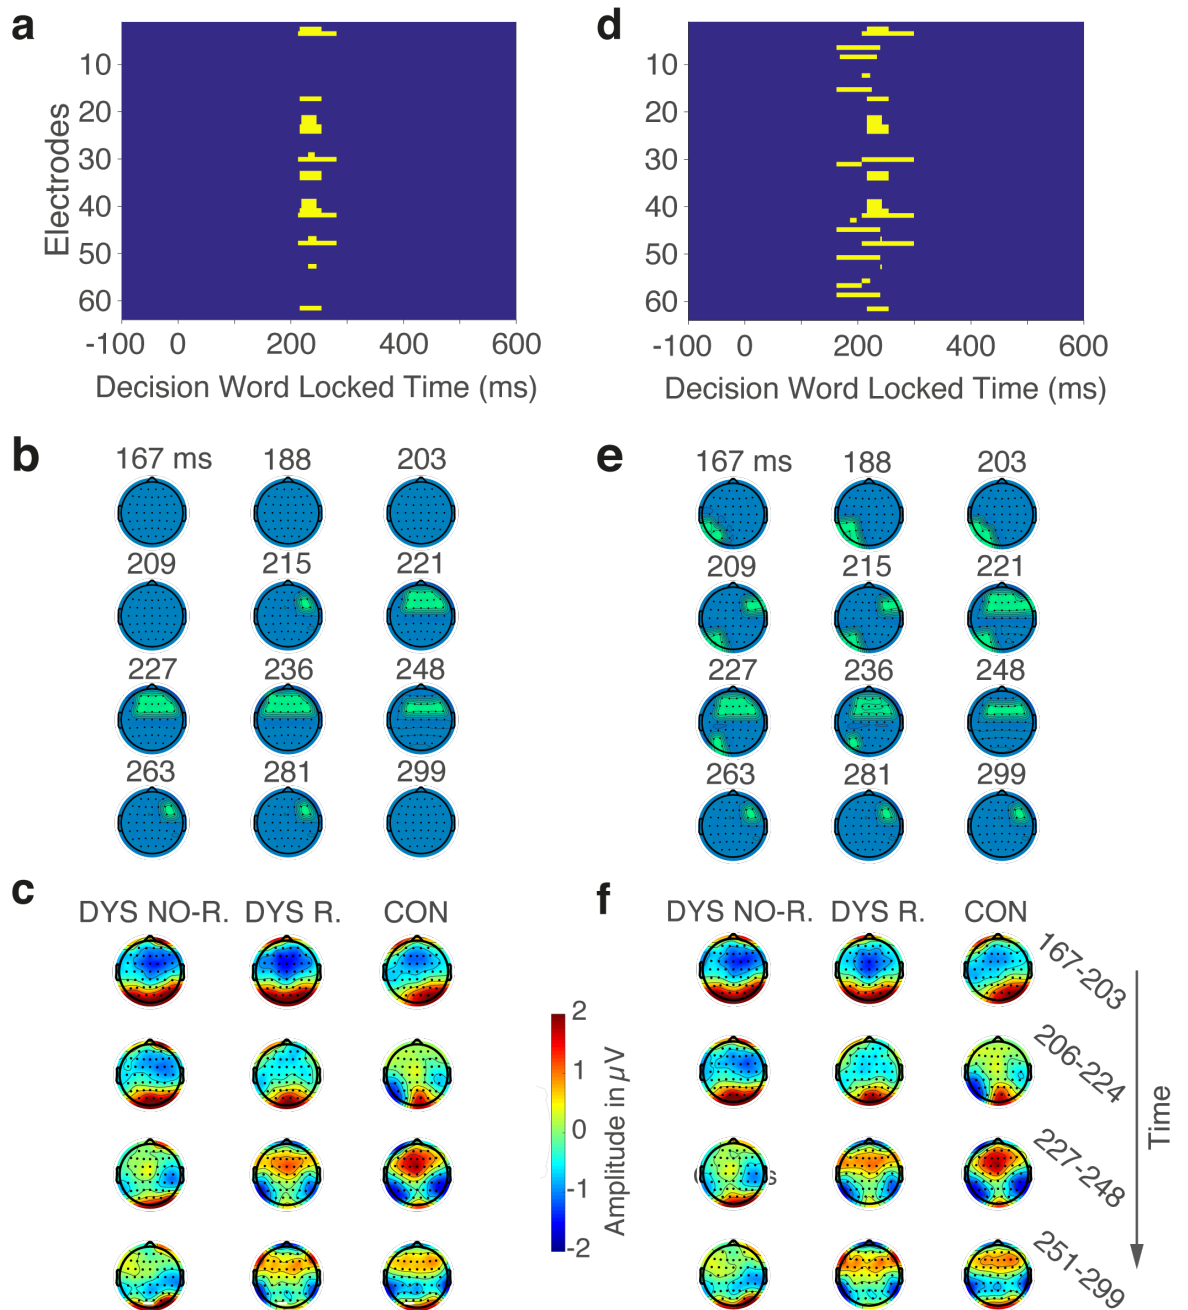 a
10
20
30
40
50
60
Electrodes
-100 0 200 400 600
Decision Word Locked Time (ms)
d
10
20
30
40
50
60
-100 0 200 400 600
Decision Word Locked Time (ms)
b
167 ms 188 203
209 215 221
227 236 248
263 281 299
e
167 ms 188 203
209 215 221
227 236 248
263 281 299
c
DYS NO-R. DYS R. CON
2
1
0
-1
-2
Amplitude in μV
f
DYS NO-R. DYS R. CON
167-203
206-224
227-248
251-299
Time